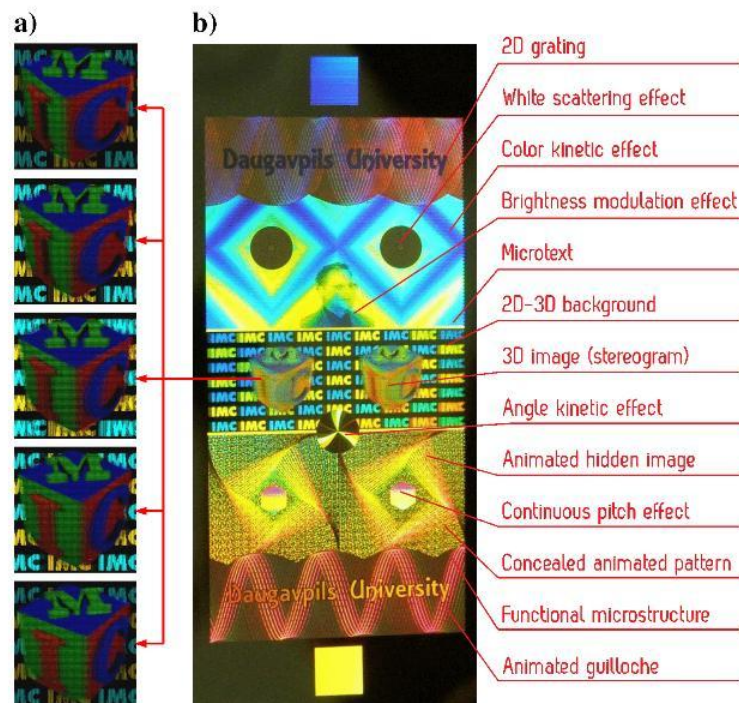 a)
b)
M
I C
IMC IMC IMC
M
I C
M
I C
M
I C
M
I C
Daugavpils University
IMC IMC IMC IMC IMC IMC IMC IMC
Daugavpils University
2D grating
White scattering effect
Color kinetic effect
Brightness modulation effect
Microtext
2D-3D background
3D image (stereogram)
Angle kinetic effect
Animated hidden image
Continuous pitch effect
Concealed animated pattern
Functional microstructure
Animated guilloche